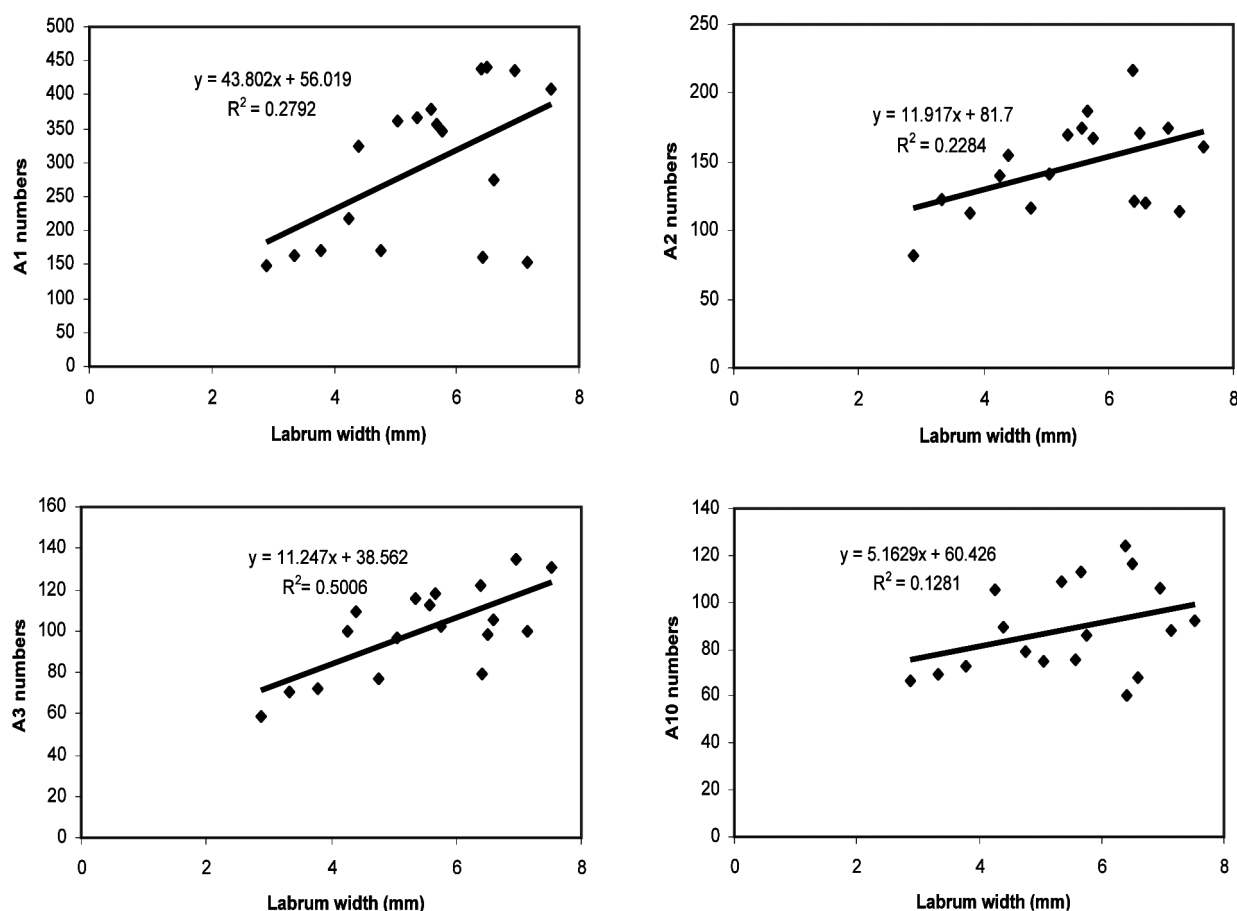 500
450
400
350
300
250
200
150
100
50
0
A1 numbers
y = 43.802x + 56.019
R² = 0.2792
0 2 4 6 8
Labrum width (mm)
250
200
150
100
50
0
A2 numbers
y = 11.917x + 81.7
R² = 0.2284
0 2 4 6 8
Labrum width (mm)
160
140
120
100
80
60
40
20
0
A3 numbers
y = 11.247x + 38.562
R²= 0.5006
0 2 4 6 8
Labrum width (mm)
140
120
100
80
60
40
20
0
A10 numbers
y = 5.1629x + 60.426
R² = 0.1281
0 2 4 6 8
Labrum width (mm)